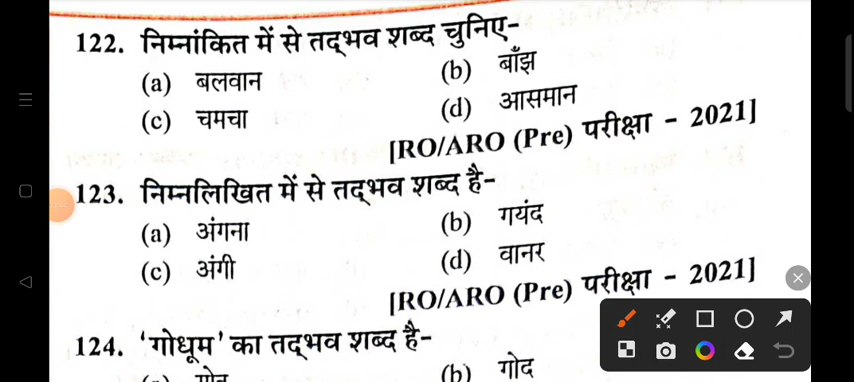 122. निम्नांकित में से तद्भव शब्द चुनिए-
(a) बलवान (b) बाँझ
(c) चमचा (d) आसमान
[RO/ARO (Pre) परीक्षा - 2021]
123. निम्नलिखित में से तद्भव शब्द है-
(a) अंगना (b) गयंद
(c) अंगी (d) वानर
[RO/ARO (Pre) परीक्षा - 2021]
124. 'गोधूम' का तद्भव शब्द है-
(b) गोद